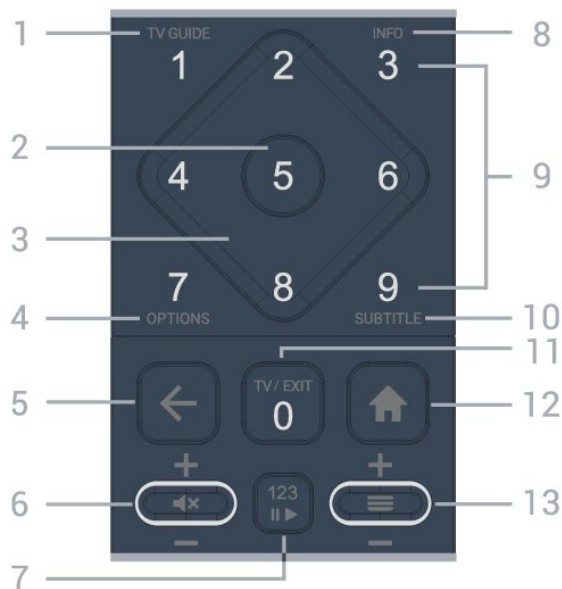 1 TV GUIDE INFO 8
1 2 3
2 4 5 6 9
3
7 8 9
4 OPTIONS SUBTITLE 10
11
5 TV / EXIT 12
0
+ +
6 123 13
- -
7